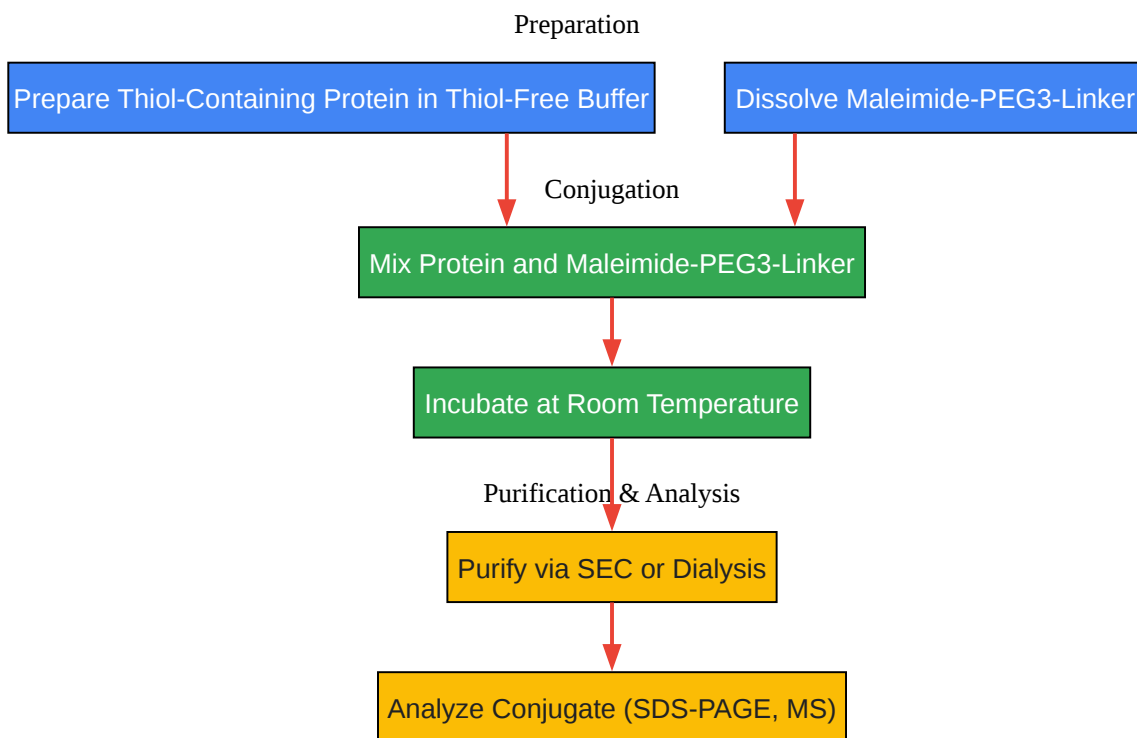 Preparation
Prepare Thiol-Containing Protein in Thiol-Free Buffer
Dissolve Maleimide-PEG3-Linker
Conjugation
Mix Protein and Maleimide-PEG3-Linker
Incubate at Room Temperature
Purification & Analysis
Purify via SEC or Dialysis
Analyze Conjugate (SDS-PAGE, MS)